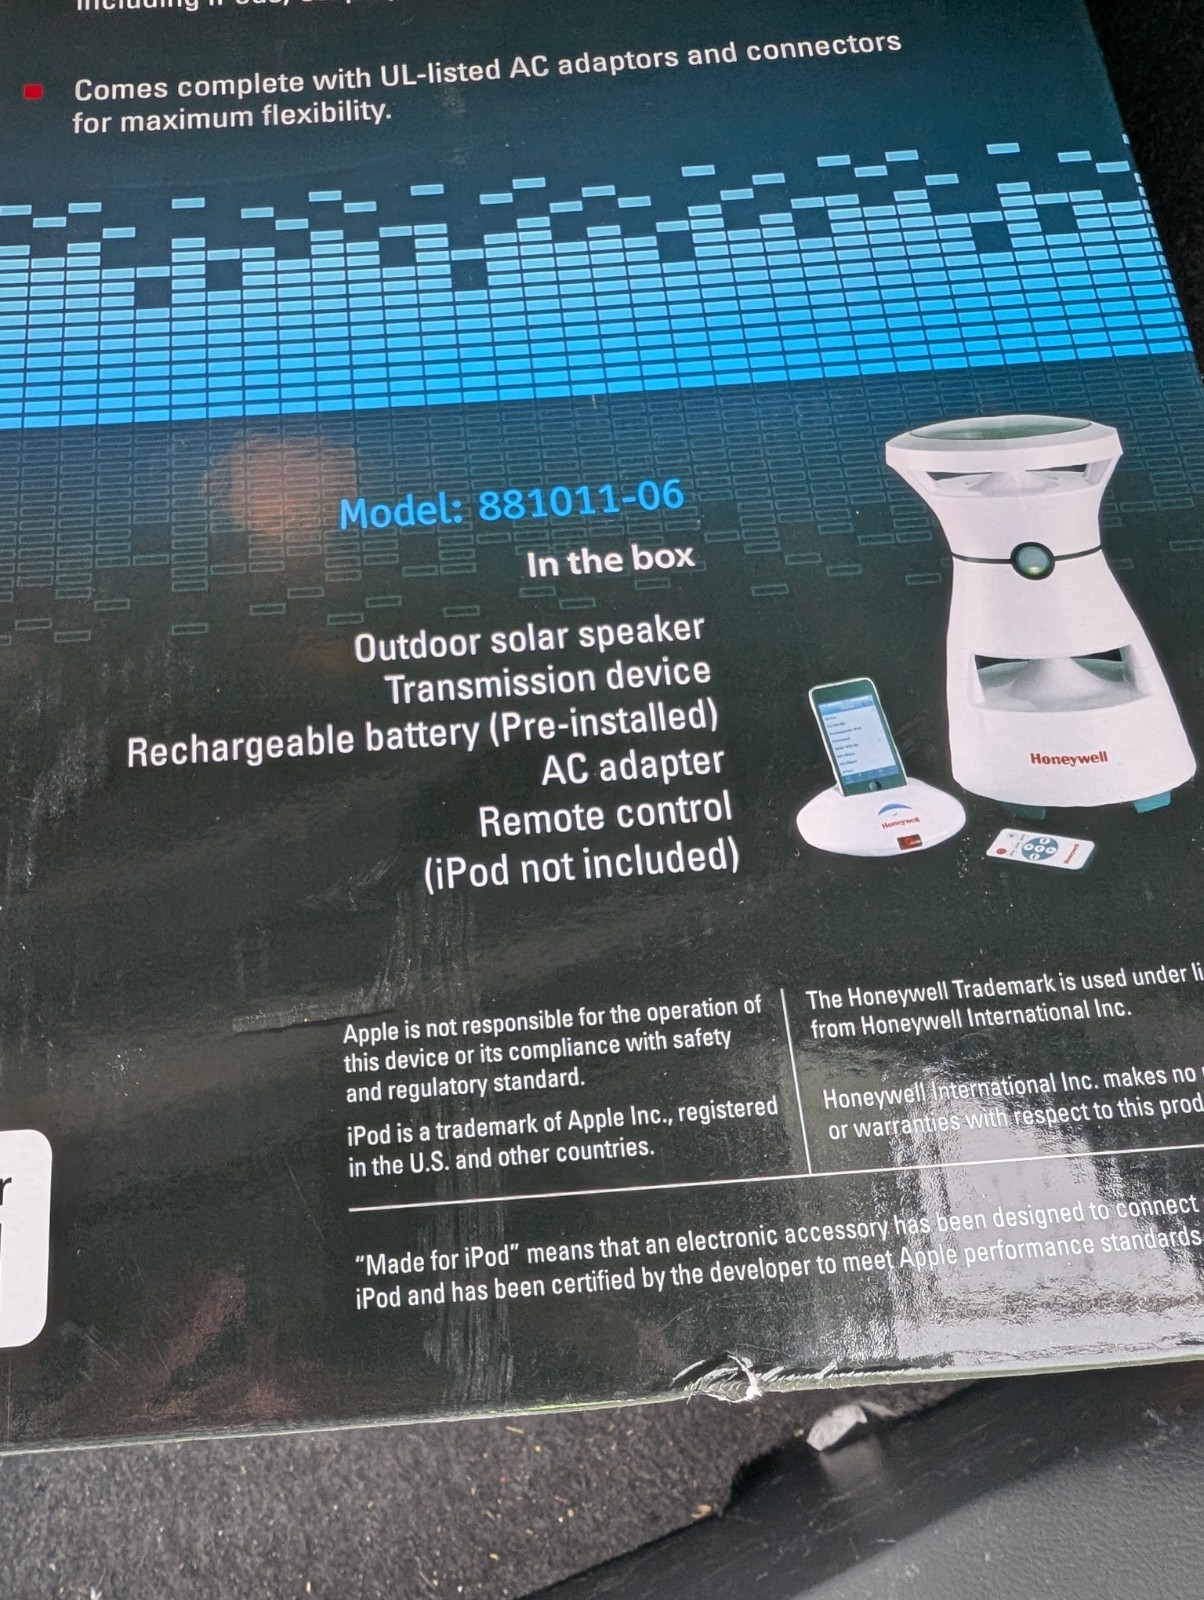 Comes complete with UL-listed AC adaptors and connectors
for maximum flexibility.
Model: 881011-06
In the box
Outdoor solar speaker
Transmission device
Rechargeable battery (Pre-installed)
AC adapter
Remote control
(iPod not included)
Honeywell
Honeywell
Honeywell
Apple is not responsible for the operation of
this device or its compliance with safety
and regulatory standard.
iPod is a trademark of Apple Inc., registered
in the U.S. and other countries.
The Honeywell Trademark is used under li
from Honeywell International Inc.
Honeywell International Inc. makes no
or warranties with respect to this prod
"Made for iPod" means that an electronic accessory has been designed to connect
iPod and has been certified by the developer to meet Apple performance standards
r